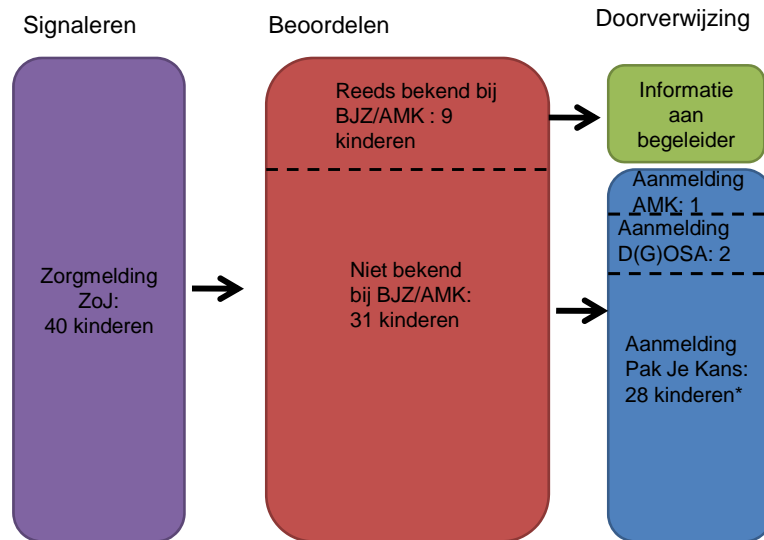 Signaleren
Beoordelen
Doorverwijzing
Zorgmelding
ZoJ:
40 kinderen
Reeds bekend bij
BJZ/AMK : 9
kinderen
Niet bekend
bij BJZ/AMK:
31 kinderen
Informatie
aan
begeleider
Aanmelding
AMK: 1
Aanmelding
D(G)OSA: 2
Aanmelding
Pak Je Kans:
28 kinderen*